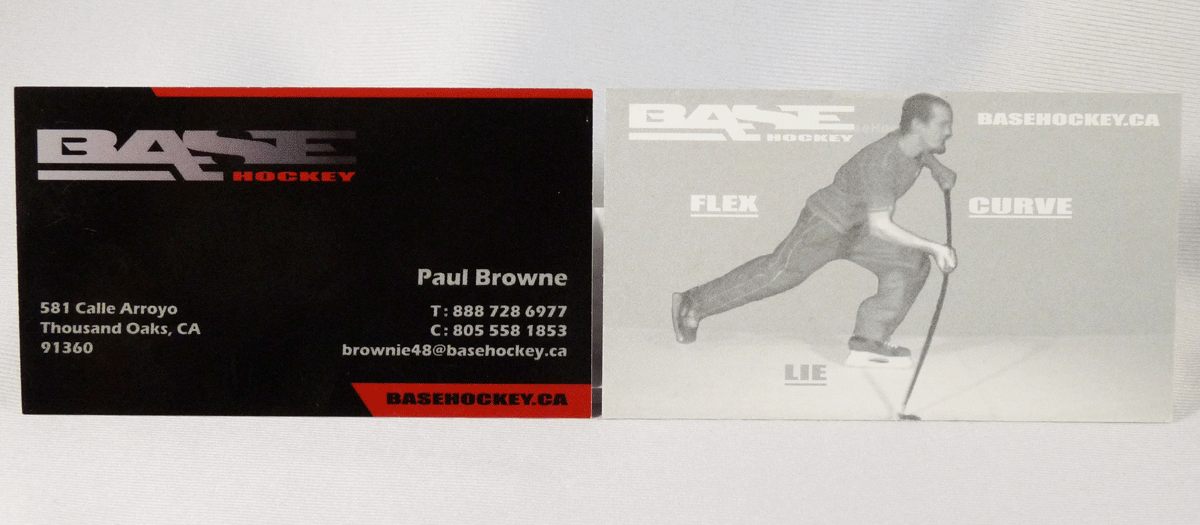 BASE
HOCKEY
Paul Browne
581 Calle Arroyo
Thousand Oaks, CA
91360
T: 888 728 6977
C: 805 558 1853
brownie48@basehockey.ca
BASEHOCKEY.CA
BASE
HOCKEY
BASEHOCKEY.CA
FLEX
CURVE
LIE